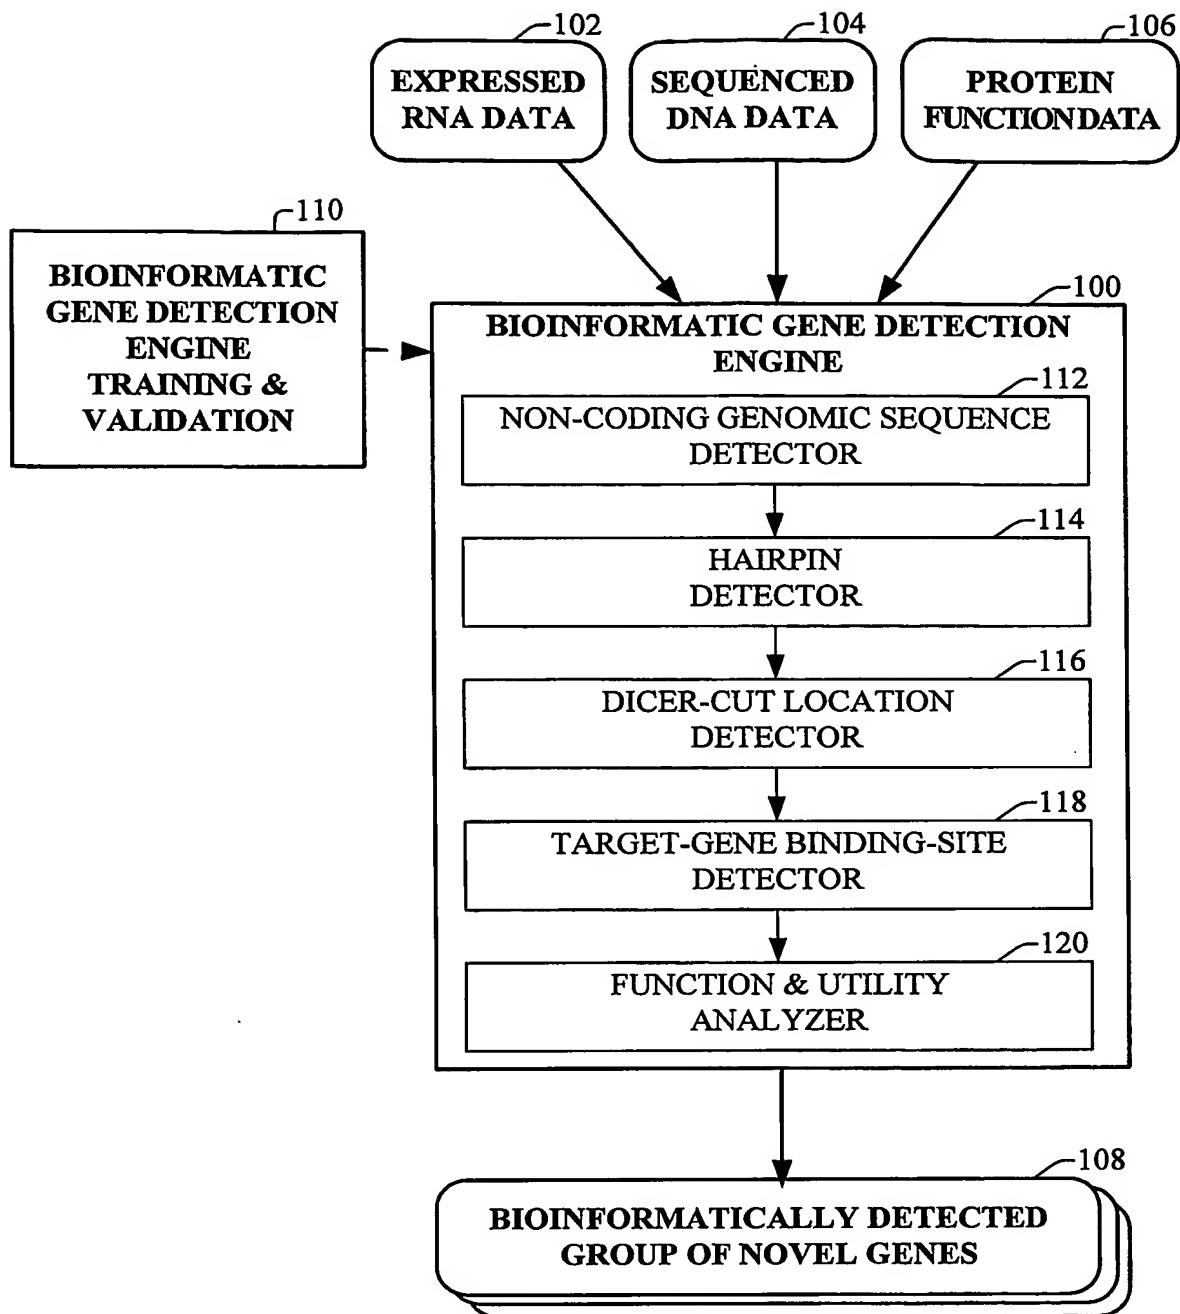 102
EXPRESSED
RNA DATA
104
SEQUENCED
DNA DATA
106
PROTEIN
FUNCTION DATA
110
BIOINFORMATIC
GENE DETECTION
ENGINE
TRAINING &
VALIDATION
100
BIOINFORMATIC GENE DETECTION
ENGINE
112
NON-CODING GENOMIC SEQUENCE
DETECTOR
114
HAIRPIN
DETECTOR
116
DICER-CUT LOCATION
DETECTOR
118
TARGET-GENE BINDING-SITE
DETECTOR
120
FUNCTION & UTILITY
ANALYZER
108
BIOINFORMATICALLY DETECTED
GROUP OF NOVEL GENES